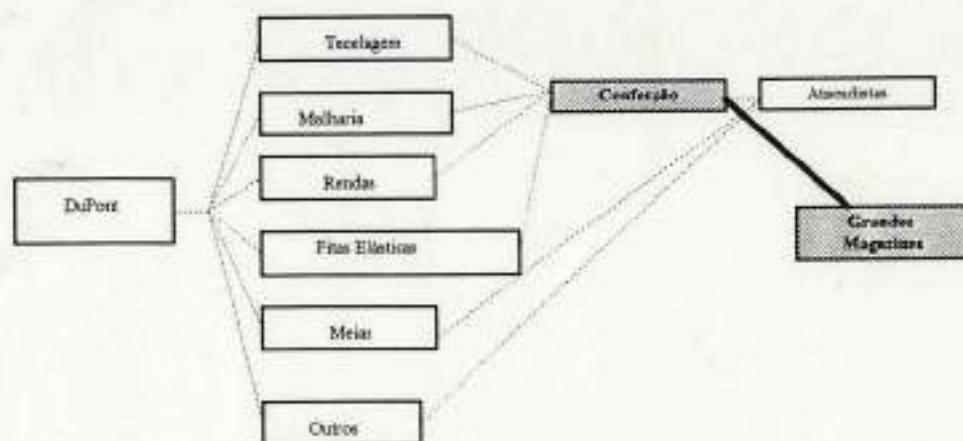 Tecelagem
Malharia
Rendas
DuPont
Fitas Elásticas
Meias
Outros
Confecção
Atacadistas
Grandes
Magazines